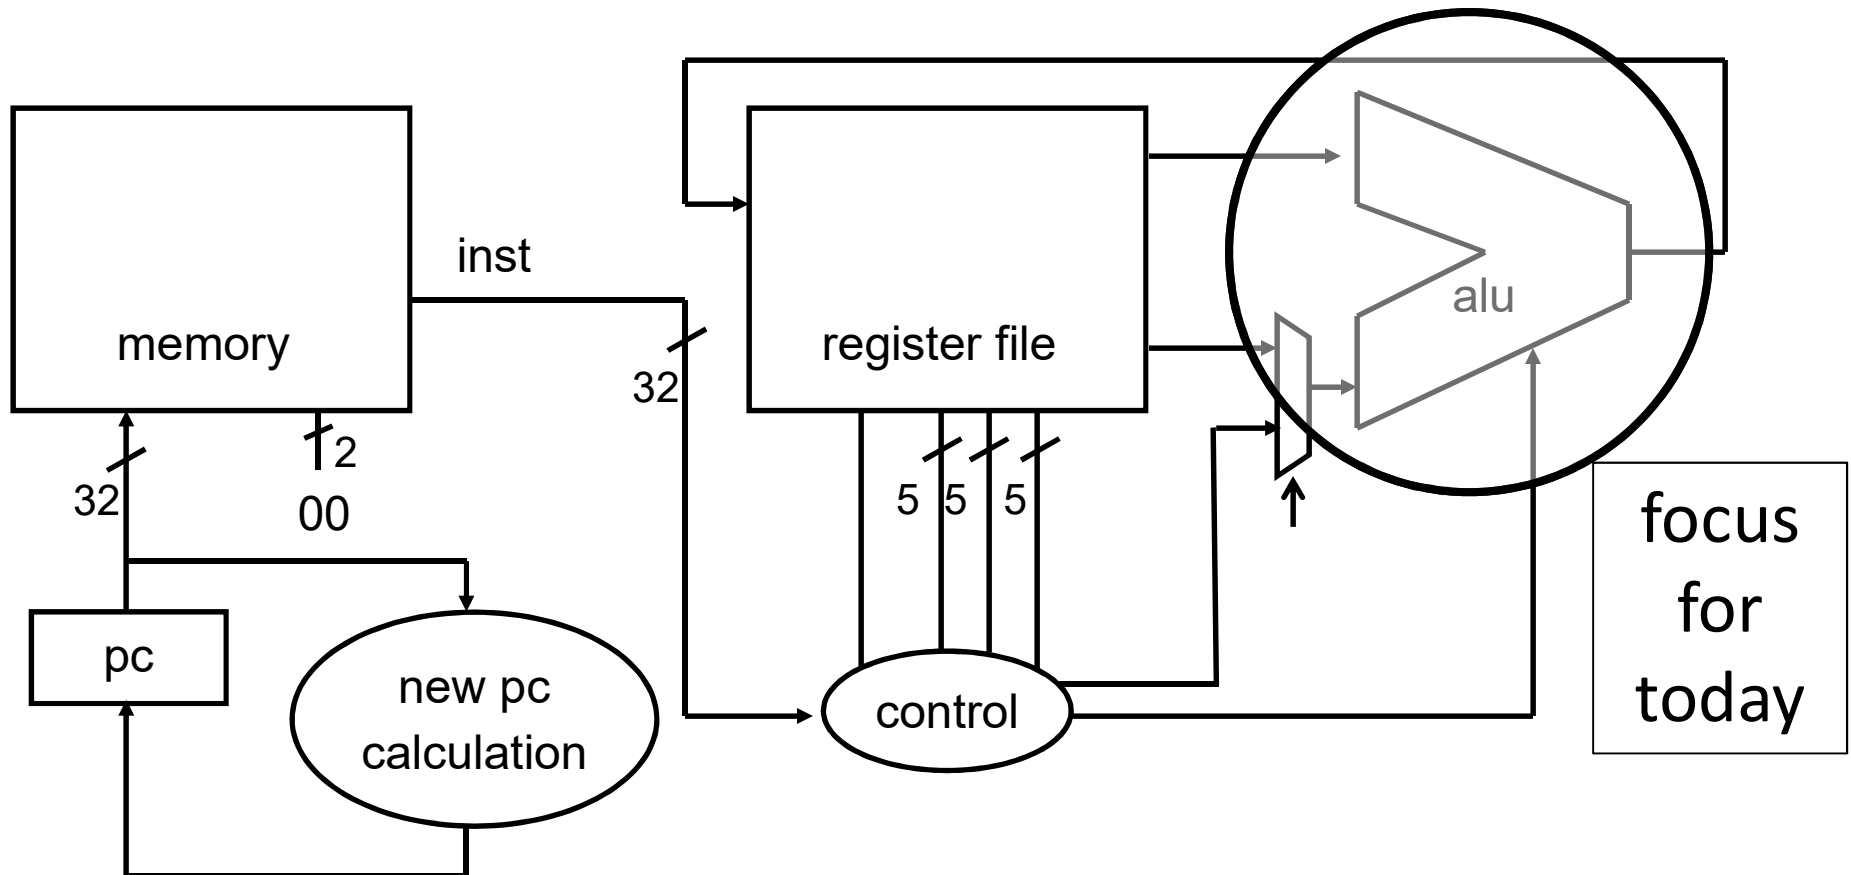 inst
memory
register file
alu
32
2
32
00
5 5 5
pc
new pc
calculation
control
focus
for
today